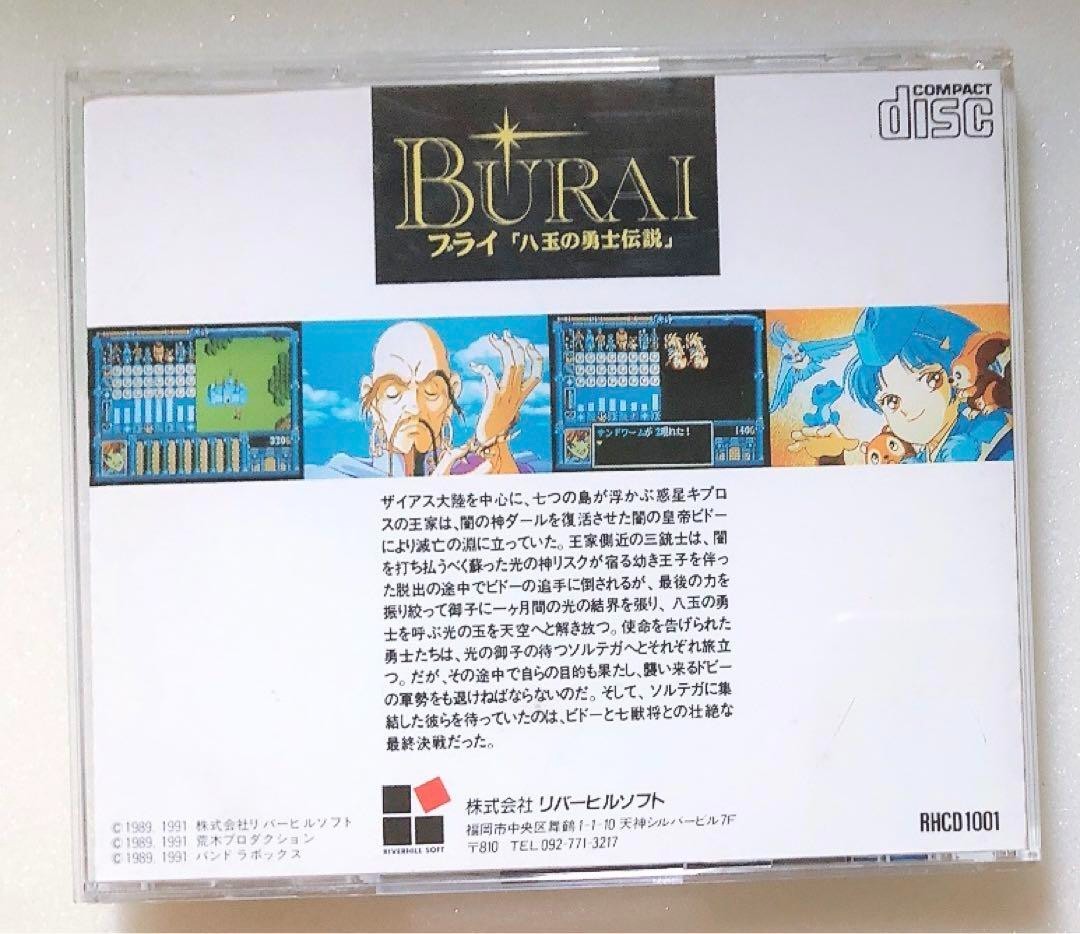 COMPACT
disc
BURAI
ブライ「八玉の勇士伝説」
330G
サンドワームが2現れた!
140G
ザイアス大陸を中心に、七つの島が浮かぶ惑星キプロ
スの王家は、闇の神ダールを復活させた闇の皇帝ビドー
により滅亡の淵に立っていた。王家側近の三銃士は、闇
を打ち払うべく蘇った光の神リスクが宿る幼き王子を伴っ
た脱出の途中でビドーの追手に倒されるが、最後の力を
振り絞って御子に一ヶ月間の光の結界を張り、八玉の勇
士を呼ぶ光の玉を天空へと解き放つ。使命を告げられた
勇士たちは、光の御子の待つソルテガへとそれぞれ旅立
つ。だが、その途中で自らの目的も果たし、襲い来るドビー
の軍勢をも退けねばならないのだ。そして、ソルテガに集
結した彼らを待っていたのは、ビドーと七獣将との壮絶な
最終決戦だった。
©1989. 1991 株式会社リバーヒルソフト
©1989. 1991 荒木プロダクション
©1989. 1991 パンドラボックス
RIVERHILL SOFT
株式会社 リバーヒルソフト
福岡市中央区舞鶴1-1-10 天神シルバービル7F
〒810 TEL 092-771-3217
RHCD1001